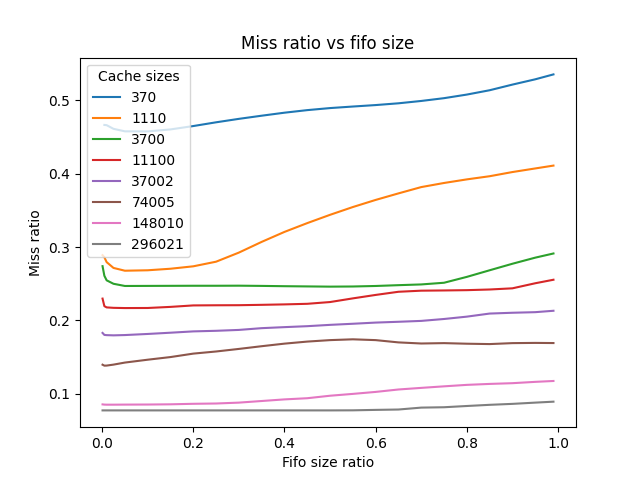 Miss ratio vs fifo size
Cache sizes
370
1110
3700
11100
37002
74005
148010
296021
0.5
0.4
0.3
0.2
0.1
Miss ratio
0.0 0.2 0.4 0.6 0.8 1.0
Fifo size ratio